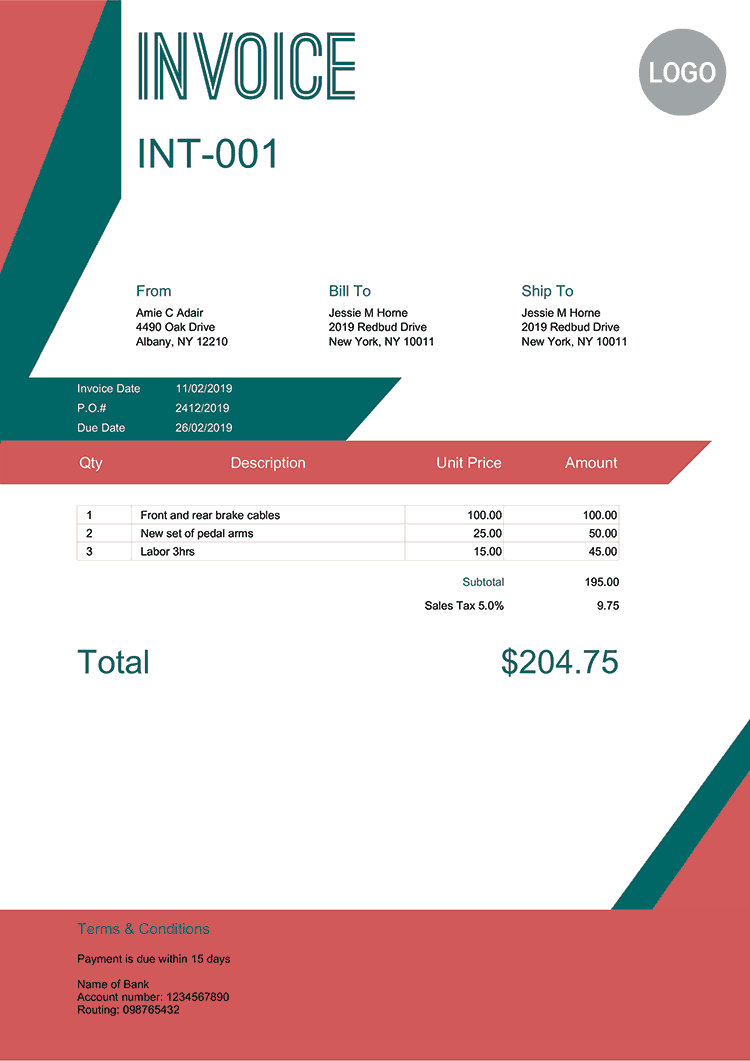 INVOICE
LOGO
INT-001
From Bill To Ship To
Amie C Adair Jessie M Horne Jessie M Horne
4490 Oak Drive 2019 Redbud Drive 2019 Redbud Drive
Albany, NY 12210 New York, NY 10011 New York, NY 10011
Invoice Date 11/02/2019
P.O.# 2412/2019
Due Date 26/02/2019
Qty Description Unit Price Amount
1 Front and rear brake cables 100.00 100.00
2 New set of pedal arms 25.00 50.00
3 Labor 3hrs 15.00 45.00
Subtotal 195.00
Sales Tax 5.0% 9.75
Total $204.75
Terms & Conditions
Payment is due within 15 days
Name of Bank
Account number: 1234567890
Routing: 098765432